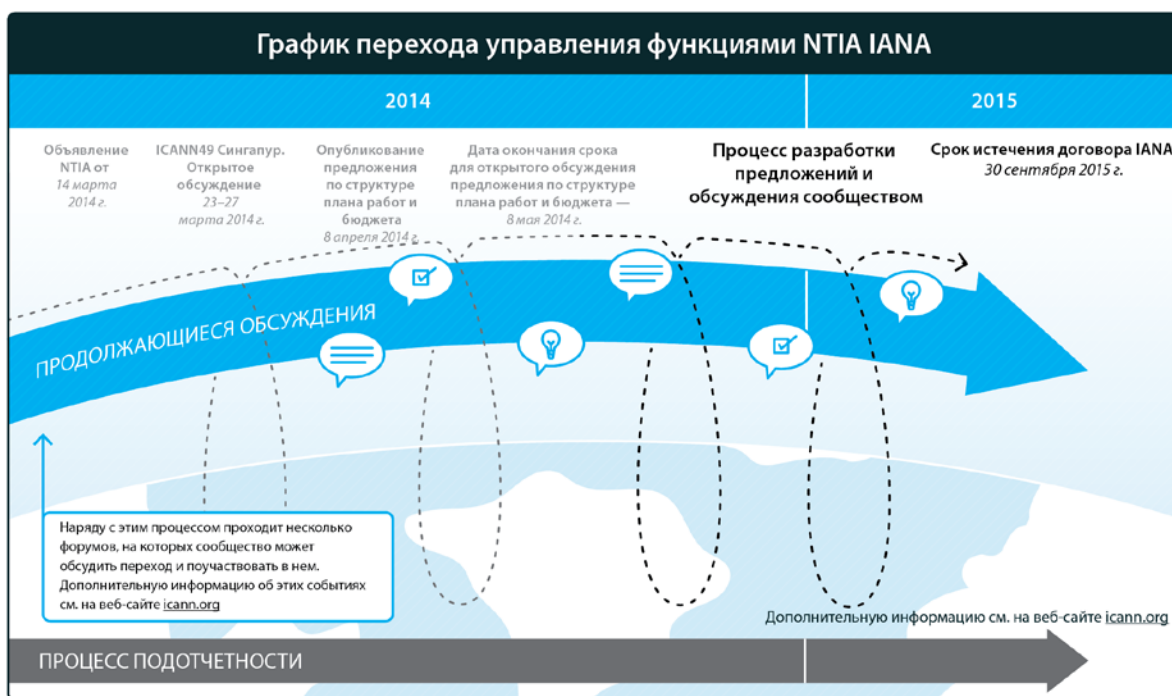 График перехода управления функциями NTIA IANA
2014
2015
Объявление
NTIA от
14 марта
2014 г.
ICANN49 Сингапур.
Открытое
обсуждение
23–27
марта 2014 г.
Опубликование
предложения
по структуре
плана работ и
бюджета
8 апреля 2014 г.
Дата окончания срока
для открытого обсуждения
предложения по структуре
плана работ и бюджета —
8 мая 2014 г.
Процесс разработки
предложений и
обсуждения сообществом
Срок истечения договора IANA
30 сентября 2015 г.
ПРОДОЛЖАЮЩИЕСЯ ОБСУЖДЕНИЯ
Наряду с этим процессом проходит несколько
форумов, на которых сообщество может
обсудить переход и поучаствовать в нем.
Дополнительную информацию об этих событиях
см. на веб-сайте icann.org
Дополнительную информацию см. на веб-сайте icann.org
ПРОЦЕСС ПОДОТЧЕТНОСТИ